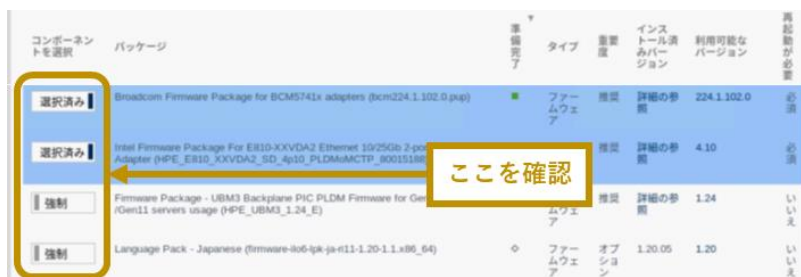 コンポーネン
トを選択
パッケージ
準備完了
タイプ
重要
度
インス
トール済
みバー
ジョン
利用可能な
バージョン
再起動が必要
選択済み
Broadcom Firmware Package for BCM5741x adapters (bcm224.1.102.0.pup)
ファー
ムウェ
ア
推奨
詳細の参
照
224.1.102.0
必
須
選択済み
Intel Firmware Package For E810-XXVDA2 Ethernet 10/25Gb 2-por
Adapter (HPE_E810_XXVDA2_SD_4p10_PLDMoMCTP_80015188
推奨
詳細の参
照
4.10
必
須
ここを確認
強制
Firmware Package - UBM3 Backplane PIC PLDM Firmware for Gen
/Gen11 servers usage (HPE_UBM3_1.24_E)
ムウェ
ア
推奨
詳細の参
照
1.24
い
い
え
強制
Language Pack - Japanese (firmware-ilo6-lpk-ja-ri11-1.20-1.1.x86_64)
ファー
ムウェ
ア
オプ
ショ
ン
1.20.05
1.20
い
い
え